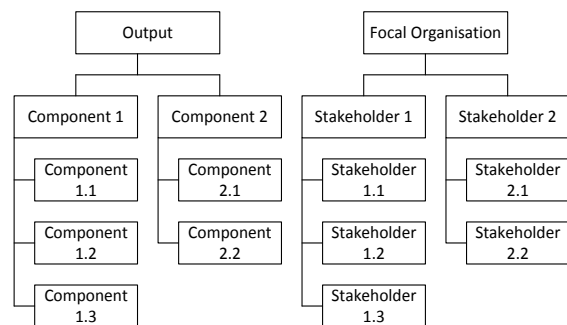 Output
Focal Organisation
Component 1
Component 2
Stakeholder 1
Stakeholder 2
Component
1.1
Component
2.1
Stakeholder
1.1
Stakeholder
2.1
Component
1.2
Component
2.2
Stakeholder
1.2
Stakeholder
2.2
Component
1.3
Stakeholder
1.3